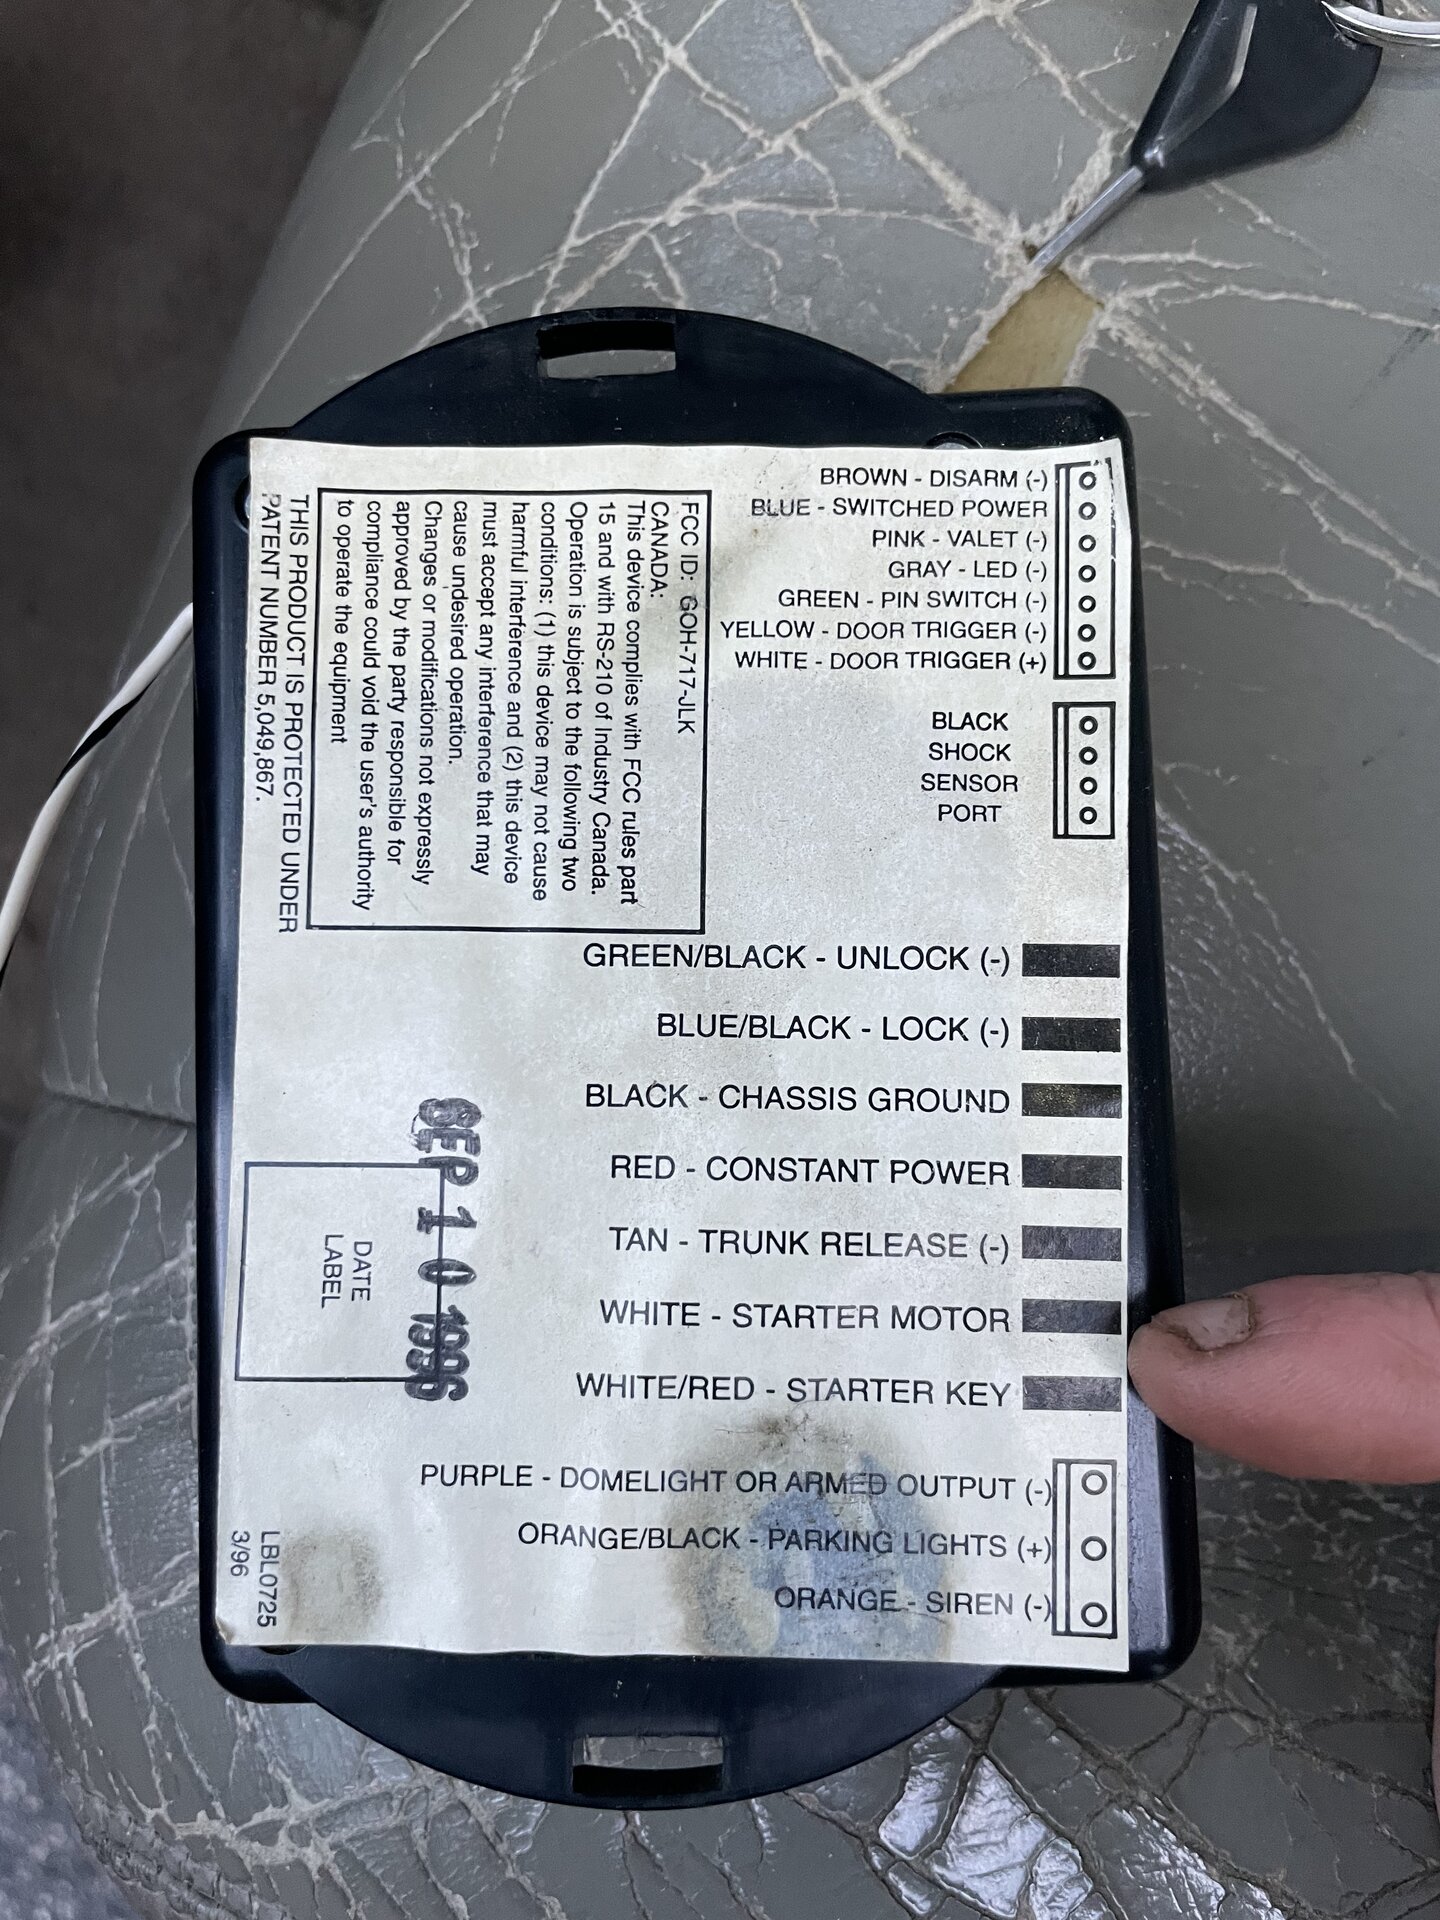 BROWN - DISARM (-)
BLUE - SWITCHED POWER
PINK - VALET (-)
GRAY - LED (-)
GREEN - PIN SWITCH (-)
YELLOW - DOOR TRIGGER (-)
WHITE - DOOR TRIGGER (+)
BLACK
SHOCK
SENSOR
PORT
GREEN/BLACK - UNLOCK (-)
BLUE/BLACK - LOCK (-)
BLACK - CHASSIS GROUND
RED - CONSTANT POWER
TAN - TRUNK RELEASE (-)
WHITE - STARTER MOTOR
WHITE/RED - STARTER KEY
PURPLE - DOMELIGHT OR ARMED OUTPUT (-)
ORANGE/BLACK - PARKING LIGHTS (+)
ORANGE - SIREN (-)
FCC ID: GOH-717-JLK
CANADA:
This device complies with FCC rules part
15 and with RS-210 of Industry Canada.
Operation is subject to the following two
conditions: (1) this device may not cause
harmful interference and (2) this device
must accept any interference that may
cause undesired operation.
Changes or modifications not expressly
approved by the party responsible for
compliance could void the user's authority
to operate the equipment
THIS PRODUCT IS PROTECTED UNDER
PATENT NUMBER 5,049,867.
SEP 10 1996
DATE
LABEL
LBL0725
3/96